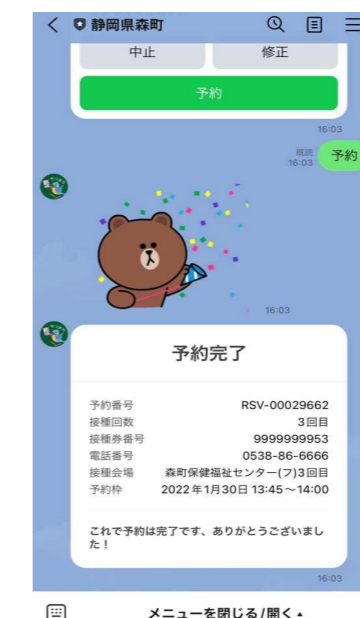 静岡県森町
中止
修正
予約
16:03
既読
16:03
予約
16:03
予約完了
予約番号 RSV-00029662
接種回数 3回目
接種券番号 9999999953
電話番号 0538-86-6666
接種会場 森町保健福祉センター(フ)3回目
予約枠 2022年1月30日 13:45~14:00
これで予約は完了です、ありがとうございまし
た!
16:03
メニューを閉じる/開く▲